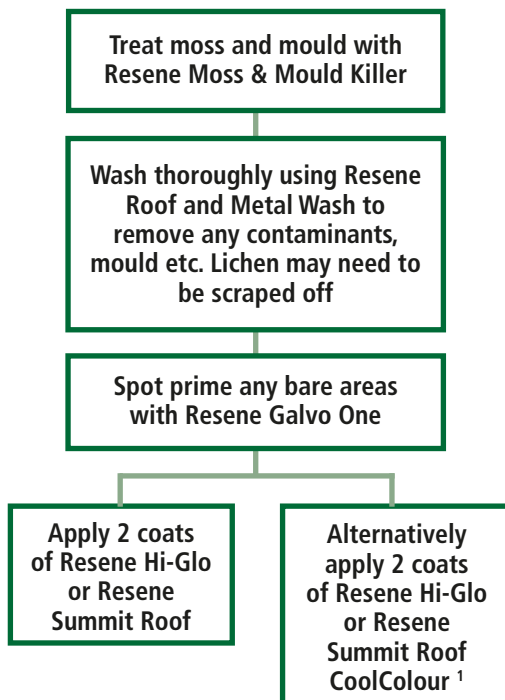 Treat moss and mould with
Resene Moss & Mould Killer
Wash thoroughly using Resene
Roof and Metal Wash to
remove any contaminants,
mould etc. Lichen may need to
be scraped off
Spot prime any bare areas
with Resene Galvo One
Apply 2 coats
of Resene Hi-Glo
or Resene
Summit Roof
Alternatively
apply 2 coats
of Resene Hi-Glo
or Resene
Summit Roof
CoolColour ¹